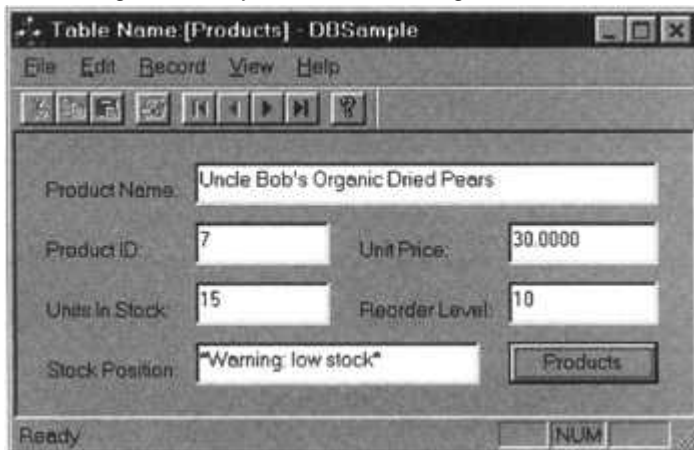 Table Name:[Products] - DBSample
File Edit Record View Help
Product Name: Uncle Bob's Organic Dried Pears
Product ID: 7 Unit Price: 30.0000
Units In Stock: 15 Reorder Level: 10
Stock Position: *Warning: low stock* Products
Ready NUM